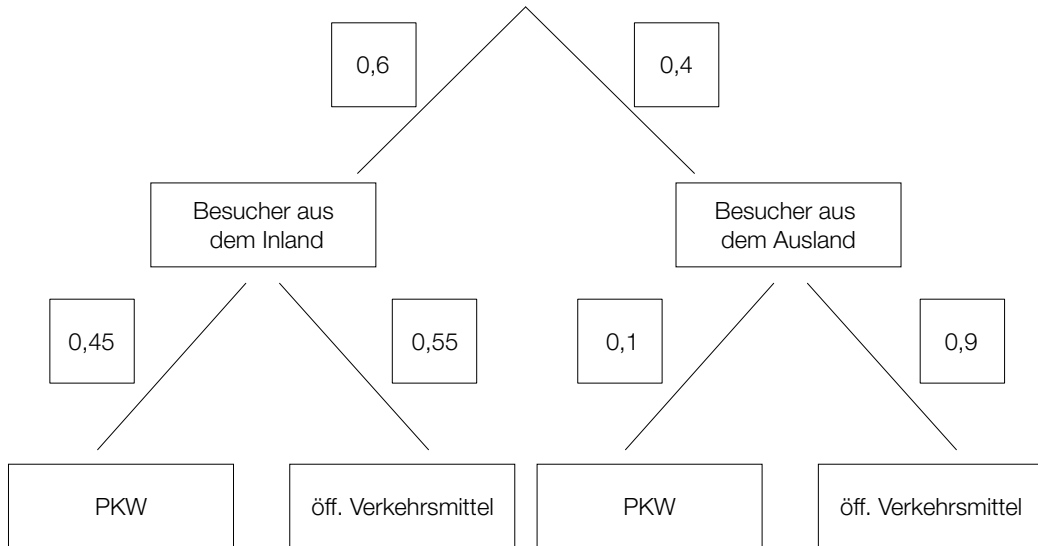 0,6
0,4
Besucher aus
dem Inland
Besucher aus
dem Ausland
0,45
0,55
0,1
0,9
PKW
öff. Verkehrsmittel
PKW
öff. Verkehrsmittel